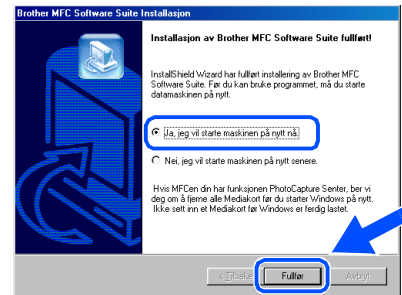 Brother MFC Software Suite Installasjon
Installasjon av Brother MFC Software Suite fullført!
InstallShield Wizard har fullført installering av Brother MFC
Software Suite. Før du kan bruke programmet, må du starte
datamaskinen på nytt.
Ja, jeg vil starte maskinen på nytt nå.
Nei, jeg vil starte maskinen på nytt senere.
Hvis MFCen din har funksjonen PhotoCapture Senter, ber vi
deg om å fjerne alle Mediakort før du starter Windows på nytt.
Ikke sett inn et Mediakort før Windows er ferdig lastet.
< Tilbake Fullfør Avbryt